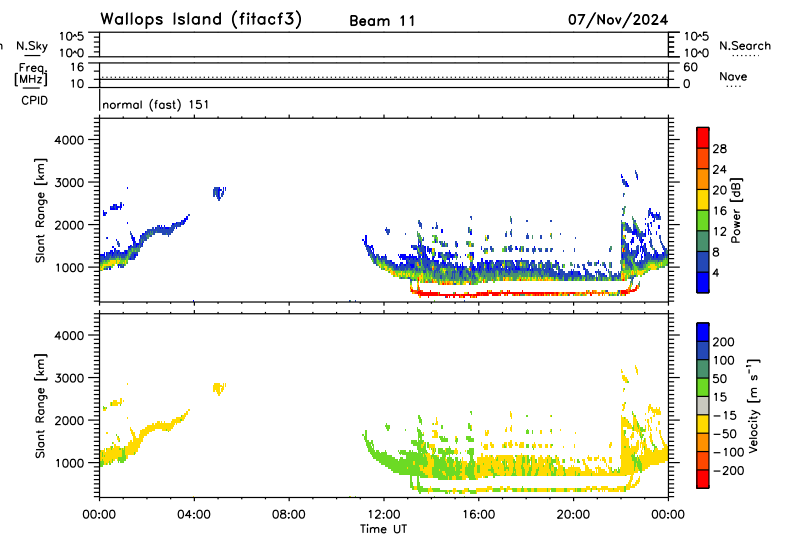 Wallops Island (fitacf3) Beam 11 07/Nov/2024
N.Sky 10^5 10^0 10^5 10^0 N.Search
Freq. [MHz] 16 10 60 0 Nave
CPID normal (fast) 151
Slant Range [km] 4000 3000 2000 1000
28 24 20 16 12 8 4 Power [dB]
Slant Range [km] 4000 3000 2000 1000
200 100 50 15 -15 -50 -100 -200 Velocity [m s⁻¹]
00:00 04:00 08:00 12:00 16:00 20:00 00:00
Time UT